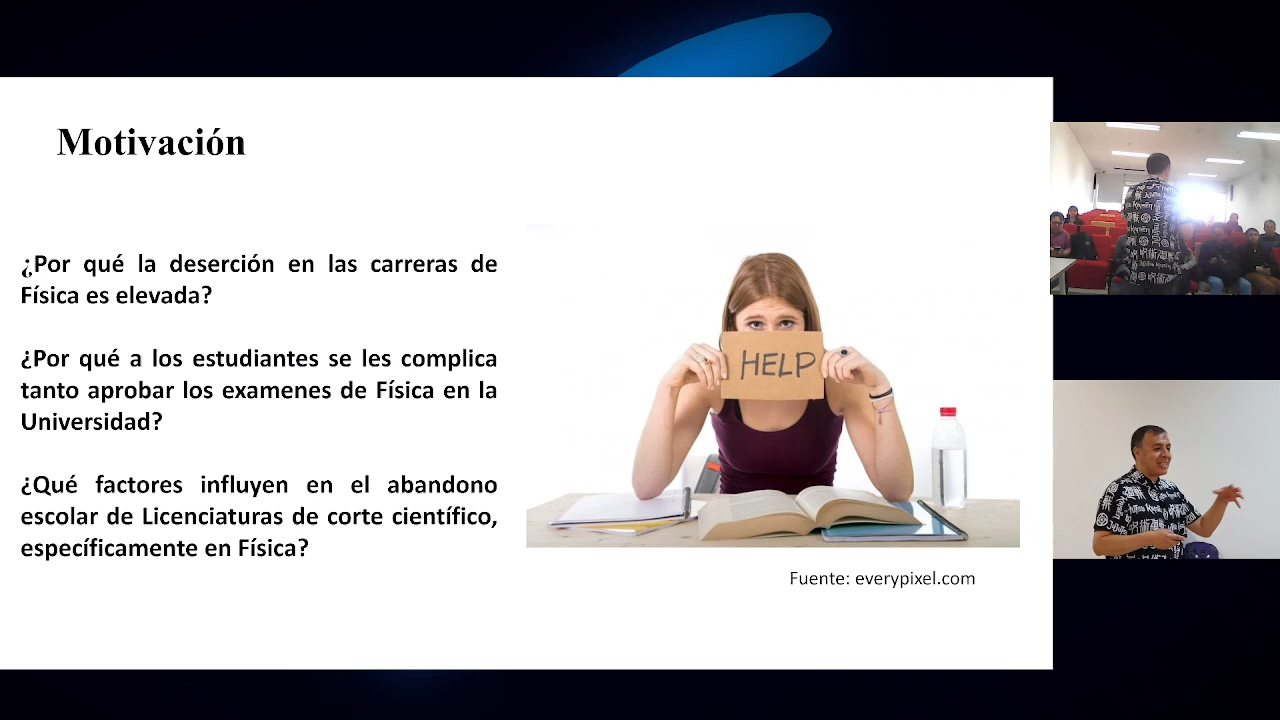 Motivación
¿Por qué la deserción en las carreras de
Física es elevada?
¿Por qué a los estudiantes se les complica
tanto aprobar los examenes de Física en la
Universidad?
¿Qué factores influyen en el abandono
escolar de Licenciaturas de corte científico,
específicamente en Física?
HELP
Fuente: everypixel.com